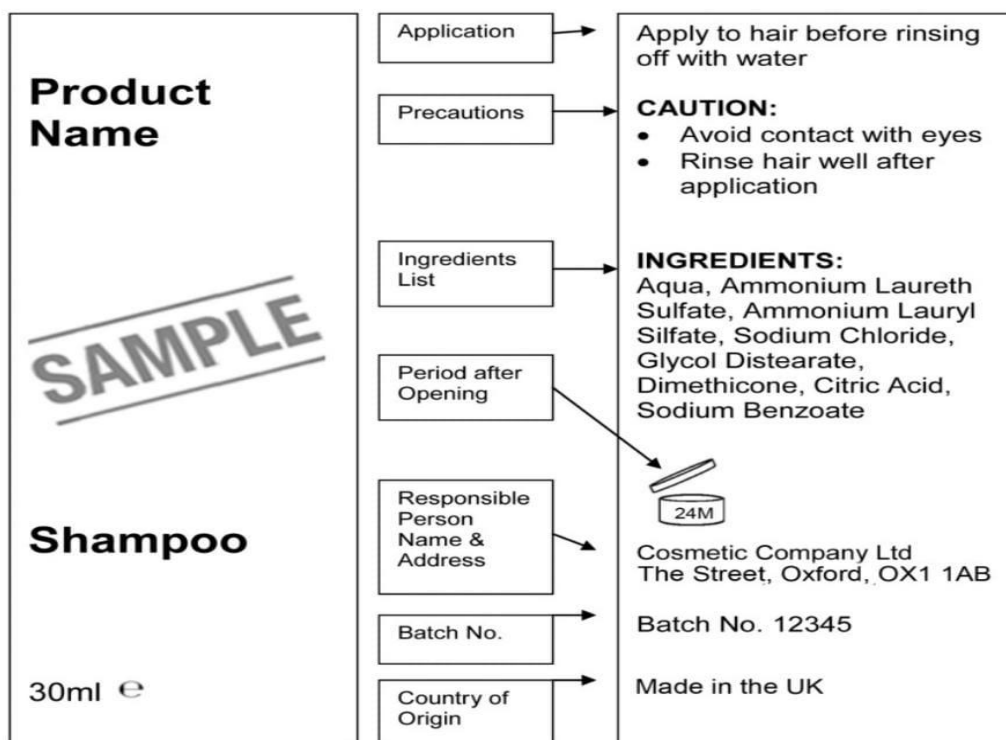 Product
Name
SAMPLE
Shampoo
30ml ℮
Application
Precautions
Ingredients
List
Period after
Opening
Responsible
Person
Name &
Address
Batch No.
Country of
Origin
Apply to hair before rinsing
off with water
CAUTION:
• Avoid contact with eyes
• Rinse hair well after
application
INGREDIENTS:
Aqua, Ammonium Laureth
Sulfate, Ammonium Lauryl
Silfate, Sodium Chloride,
Glycol Distearate,
Dimethicone, Citric Acid,
Sodium Benzoate
24M
Cosmetic Company Ltd
The Street, Oxford, OX1 1AB
Batch No. 12345
Made in the UK